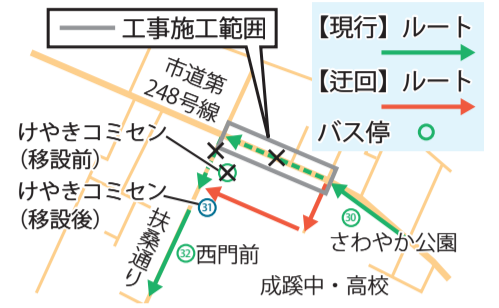 工事施工範囲
【現行】ルート
【迂回】ルート
バス停
市道第
248号線
けやきコミセン
(移設前)
けやきコミセン
(移設後)
31
30
さわやか公園
扶桑通り
32 西門前
成蹊中・高校